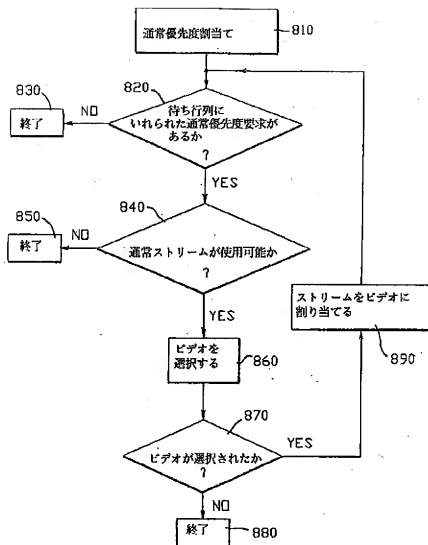 通常優先度割当て
810
830
820
終了
NO
待ち行列に
いれられた通常優先度要求が
あるか
?
YES
850
840
終了
NO
通常ストリームが使用可能か
?
YES
ストリームをビデオに
割り当てる
890
ビデオを
選択する
860
870
ビデオが選択されたか
?
YES
NO
終了
880